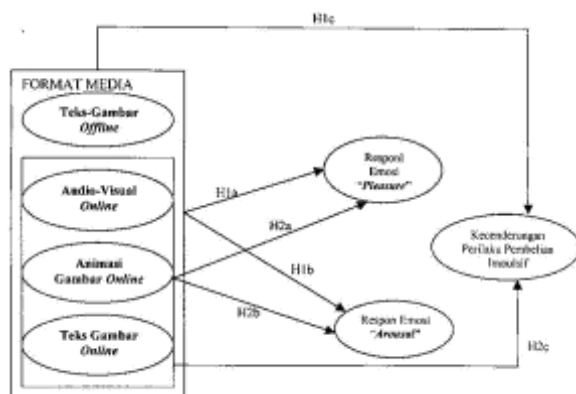 H1c
FORMAT MEDIA
Teks-Gambar
Offline
Audio-Visual
Online
Animasi
Gambar Online
Teks Gambar
Online
H1a
H2a
H1b
H2b
Respon
Emosi
"Pleasure"
Respon Emosi
"Arousal"
Kecenderungan
Perilaku Pembelian
Impulsif
H2c